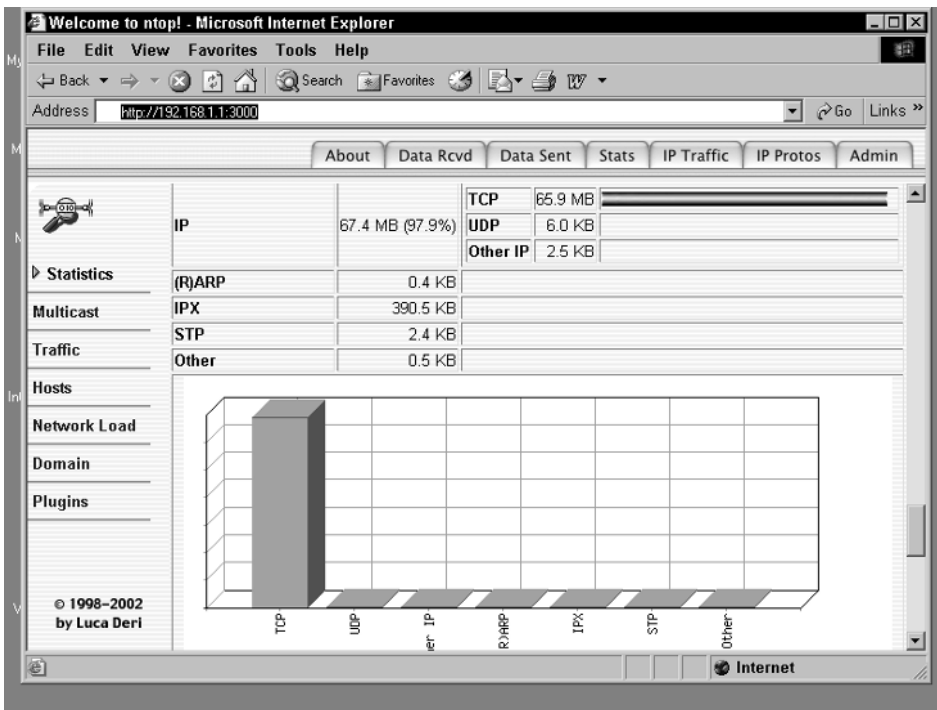 Welcome to ntop! - Microsoft Internet Explorer
File Edit View Favorites Tools Help
Back Search Favorites
Address http://192.168.1.1:3000 Go Links »
About Data Rcvd Data Sent Stats IP Traffic IP Protos Admin
Statistics
Multicast
Traffic
Hosts
Network Load
Domain
Plugins
© 1998–2002
by Luca Deri
IP 67.4 MB (97.9%)
TCP 65.9 MB
UDP 6.0 KB
Other IP 2.5 KB
(R)ARP 0.4 KB
IPX 390.5 KB
STP 2.4 KB
Other 0.5 KB
TCP UDP er IP R)ARP IPX STP Other
Internet